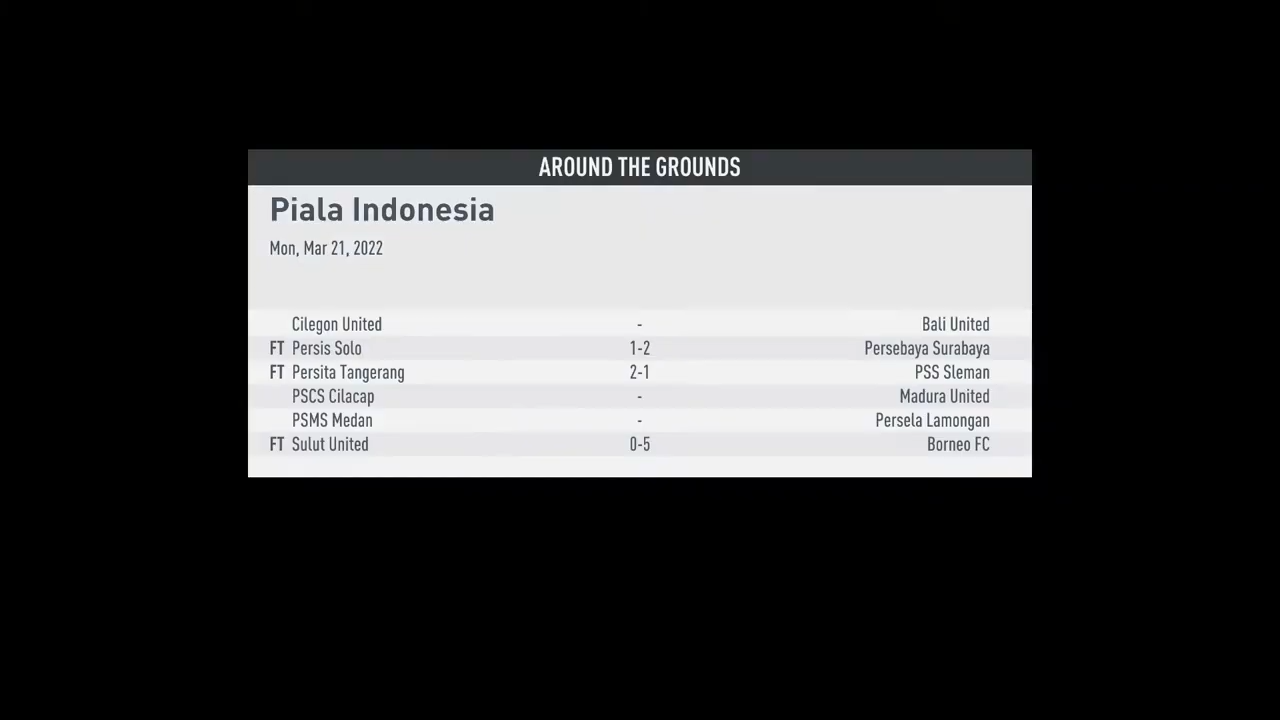 AROUND THE GROUNDS
Piala Indonesia
Mon, Mar 21, 2022
Cilegon United - Bali United
FT Persis Solo 1-2 Persebaya Surabaya
FT Persita Tangerang 2-1 PSS Sleman
PSCS Cilacap - Madura United
PSMS Medan - Persela Lamongan
FT Sulut United 0-5 Borneo FC